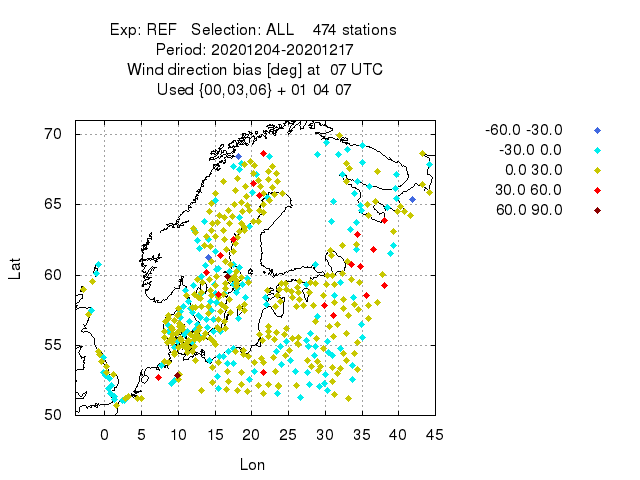 Exp: REF   Selection: ALL    474 stations
Period: 20201204-20201217
Wind direction bias [deg] at  07 UTC
Used {00,03,06} + 01 04 07
-60.0 -30.0
-30.0 0.0
0.0 30.0
30.0 60.0
60.0 90.0
70
65
60
55
50
Lat
0 5 10 15 20 25 30 35 40 45
Lon